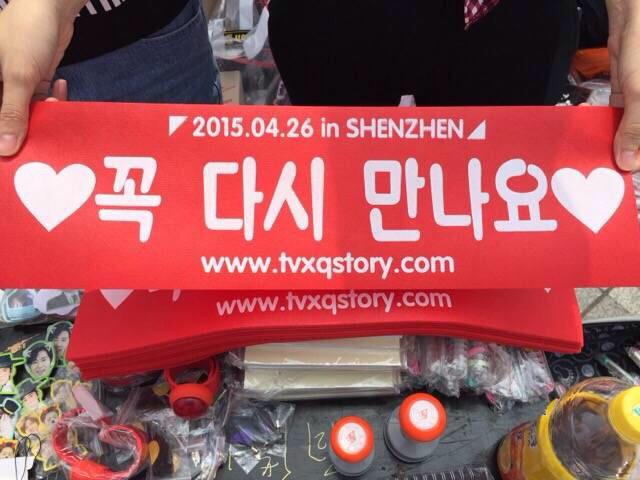 2015.04.26 in SHENZHEN
꼭 다시 만나요
www.tvxqstory.com
www.tvxqstory.com